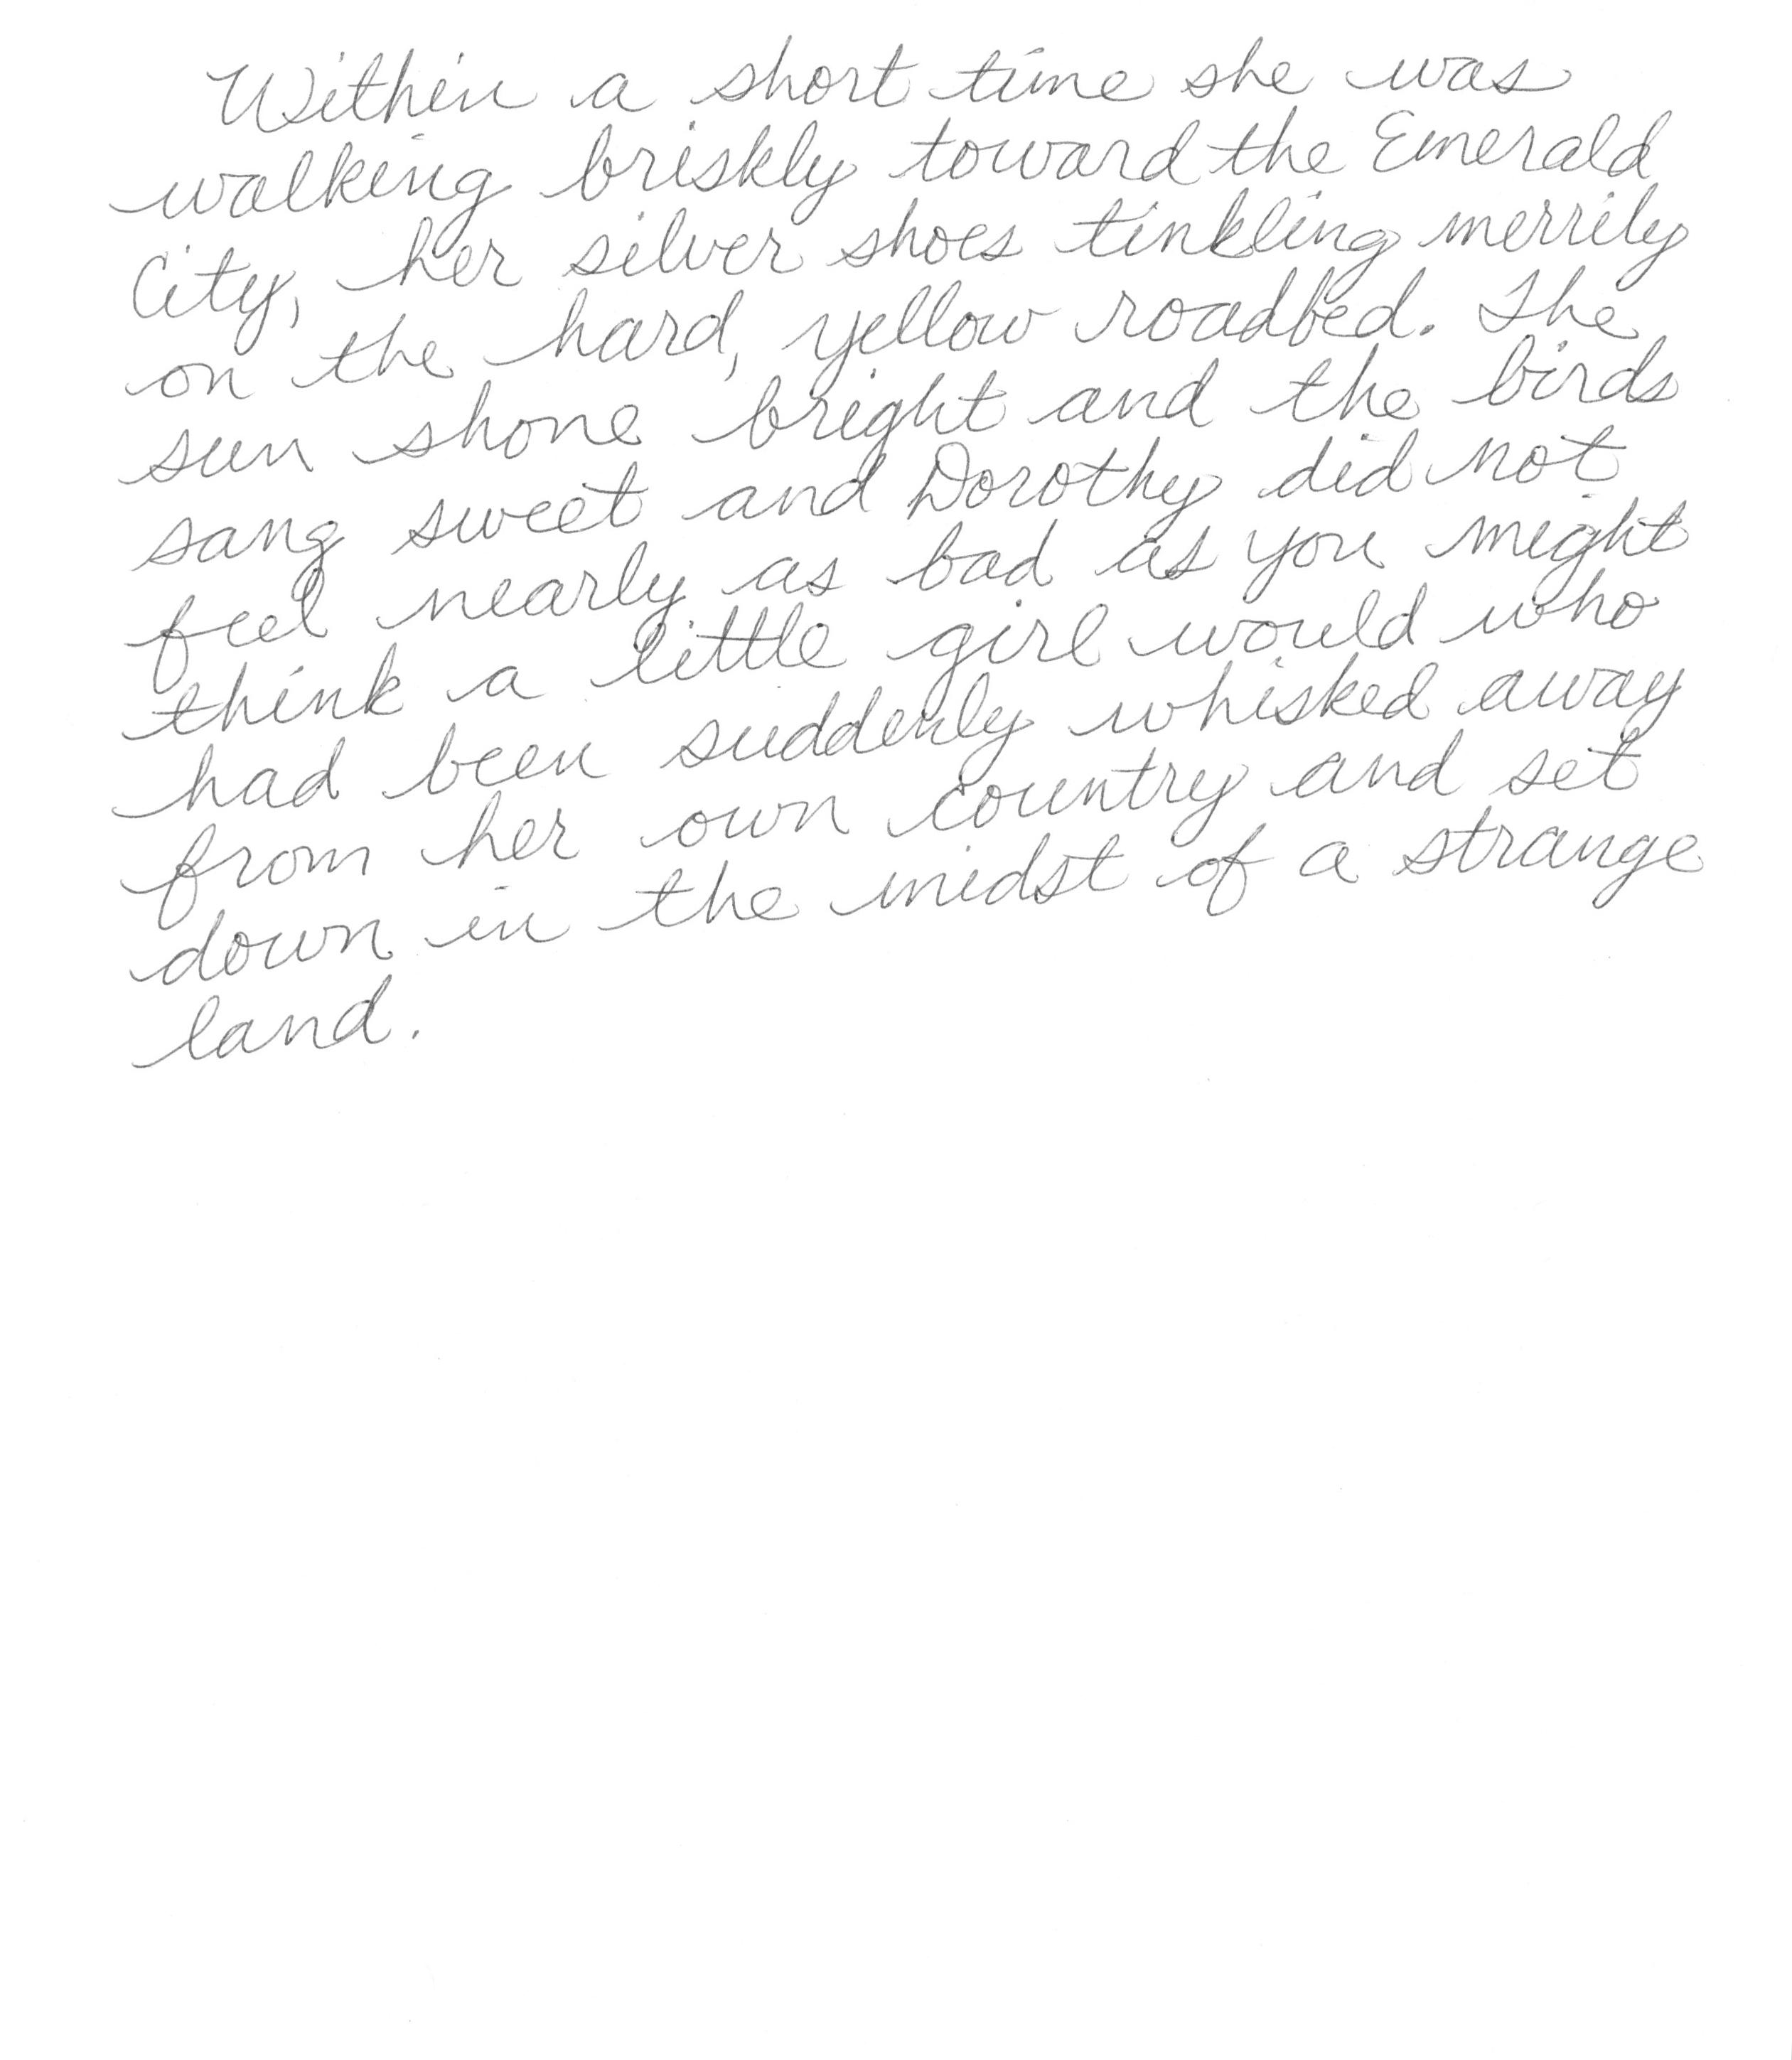 Within a short time she was
walking briskly toward the Emerald
City, her silver shoes tinkling merrily
on the hard, yellow roadbed. The
sun shone bright and the birds
sang sweet and Dorothy did not
feel nearly as bad as you might
think a little girl would who
had been suddenly whisked away
from her own country and set
down in the midst of a strange
land.